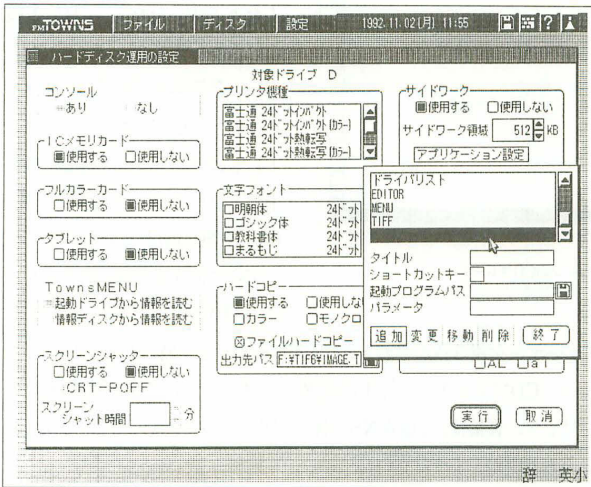 FM TOWNS ファイル ディスク 設定 1992.11.02(月) 11:55 ?
ハードディスク運用の設定
対象ドライブ D
コンソール
あり なし
ICメモリカード
使用する 使用しない
フルカラーカード
使用する 使用しない
タブレット
使用する 使用しない
TownsMENU
起動ドライブから情報を読む
情報ディスクから情報を読む
スクリーンシャッター
使用する 使用しない
CRT-POFF
スクリーン
シャット時間 分
プリンタ機種
富士通 24ドットインパクト
富士通 24ドットインパクト(カラー)
富士通 24ドット熱転写
富士通 24ドット熱転写(カラー)
文字フォント
明朝体 24ドット
ゴシック体 24ドット
教科書体 24ドット
まるもじ 24ドット
ハードコピー
使用する 使用しな
カラー モノクロ
ファイルハードコピー
出力先パス F:¥TIF6¥IMAGE.T
サイドワーク
使用する 使用しない
サイドワーク領域 512 KB
アプリケーション設定
ドライバリスト
EDITOR
MENU
TIFF
タイトル
ショートカットキー
起動プログラムパス
パラメータ
追加 変更 移動 削除 終了
実行 取消
辞 英小